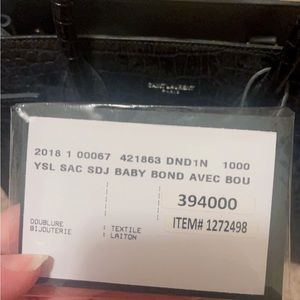 SAINT LAURENT
PARIS
2018 1 00067 421863 DND1N 1000
YSL SAC SDJ BABY BOND AVEC BOU
394000
ITEM# 1272498
DOUBLURE TEXTILE
BIJOUTERIE LAITON